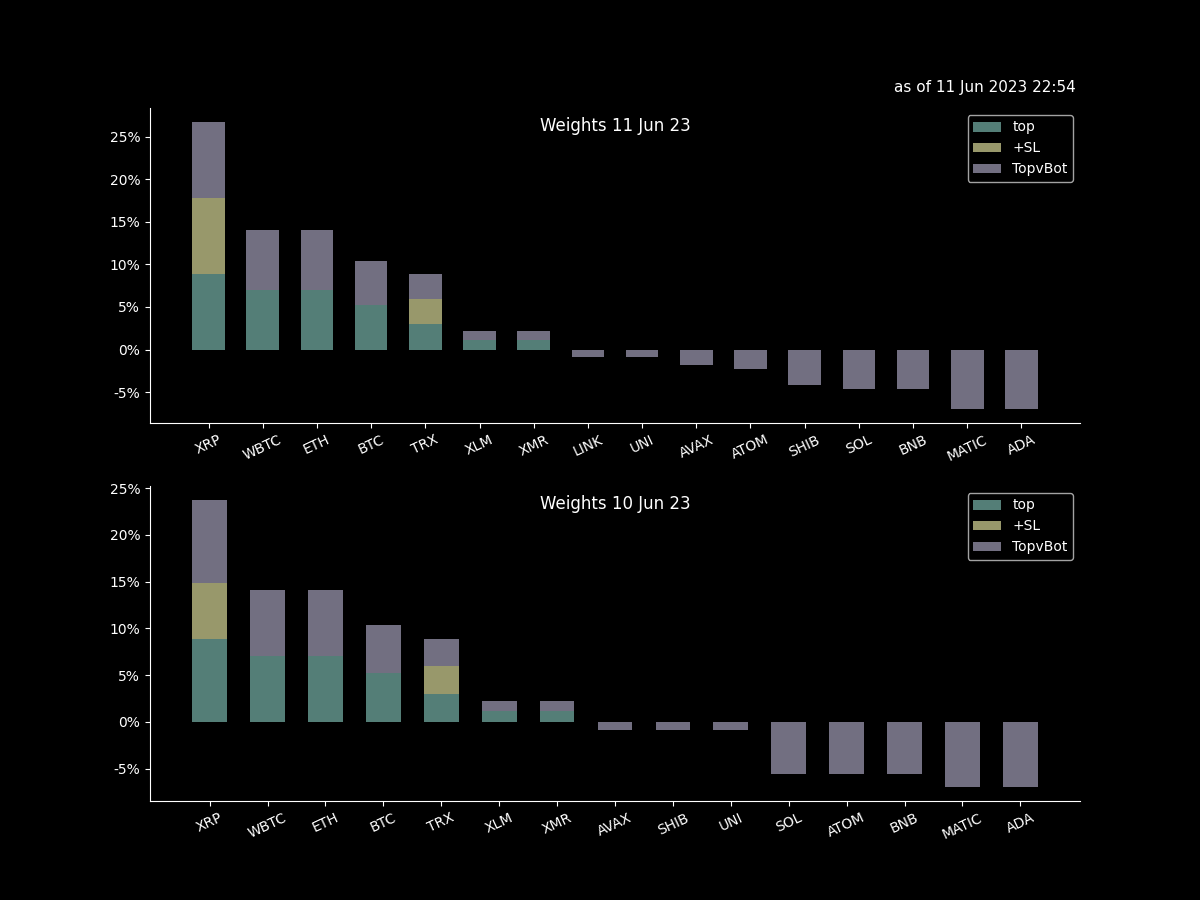 as of 11 Jun 2023 22:54
Weights 11 Jun 23
top
+SL
TopvBot
25%
20%
15%
10%
5%
0%
-5%
XRP WBTC ETH BTC TRX XLM XMR LINK UNI AVAX ATOM SHIB SOL BNB MATIC ADA
Weights 10 Jun 23
top
+SL
TopvBot
25%
20%
15%
10%
5%
0%
-5%
XRP WBTC ETH BTC TRX XLM XMR AVAX SHIB UNI SOL ATOM BNB MATIC ADA